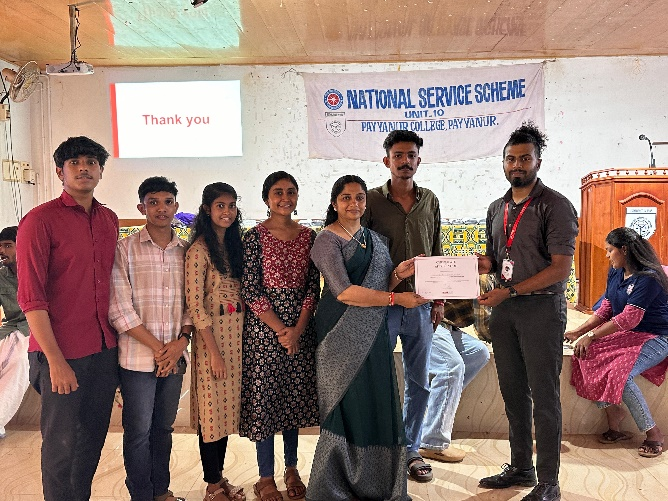 Thank you
NATIONAL SERVICE SCHEME
UNIT-10
PAYYANUR COLLEGE, PAYYANUR.